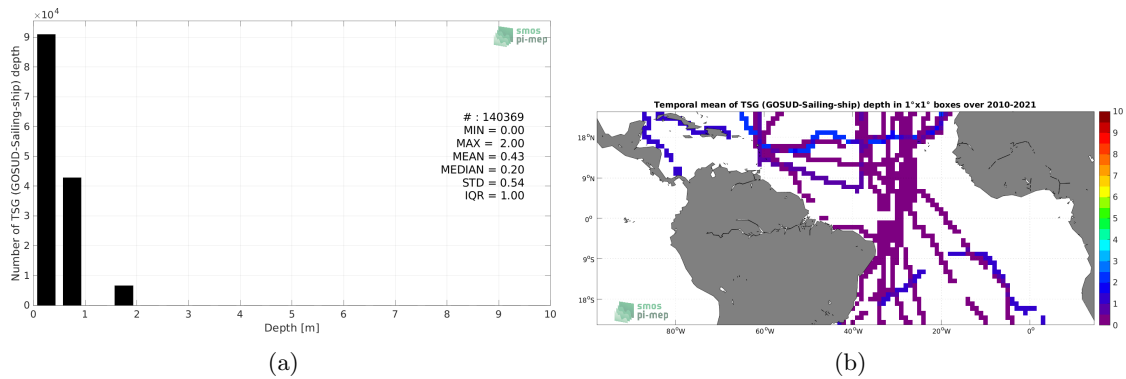 ×10⁴
9
8
7
6
5
4
3
2
1
0
Number of TSG (GOSUD-Sailing-ship) depth
smos
pi-mep
# : 140369
MIN = 0.00
MAX = 2.00
MEAN = 0.43
MEDIAN = 0.20
STD = 0.54
IQR = 1.00
0 1 2 3 4 5 6 7 8 9 10
Depth [m]
(a)
Temporal mean of TSG (GOSUD-Sailing-ship) depth in 1°x1° boxes over 2010-2021
18°N
9°N
0°
9°S
18°S
smos
pi-mep
80°W 60°W 40°W 20°W 0°
10
9
8
7
6
5
4
3
2
1
0
(b)